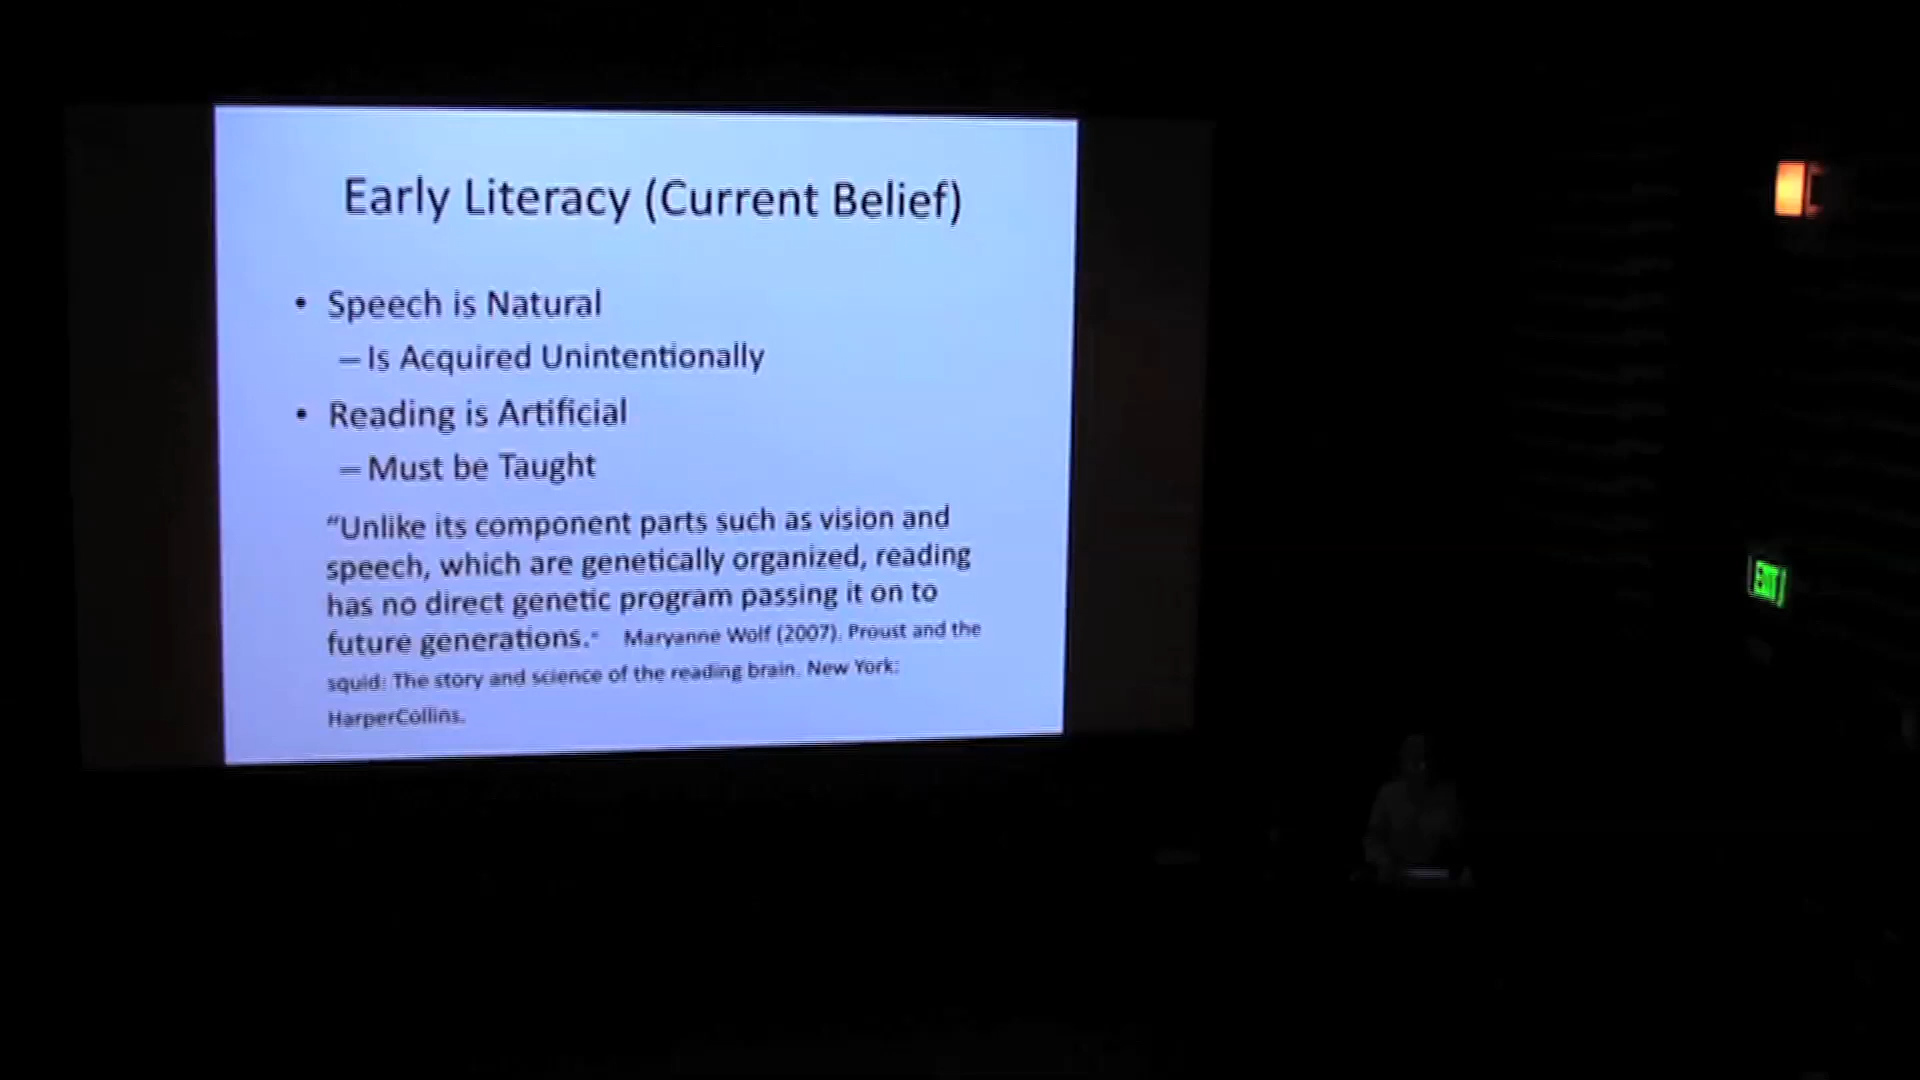 Early Literacy (Current Belief)
• Speech is Natural
– Is Acquired Unintentionally
• Reading is Artificial
– Must be Taught
“Unlike its component parts such as vision and
speech, which are genetically organized, reading
has no direct genetic program passing it on to
future generations.” Maryanne Wolf (2007). Proust and the
squid: The story and science of the reading brain. New York:
HarperCollins.
EXIT